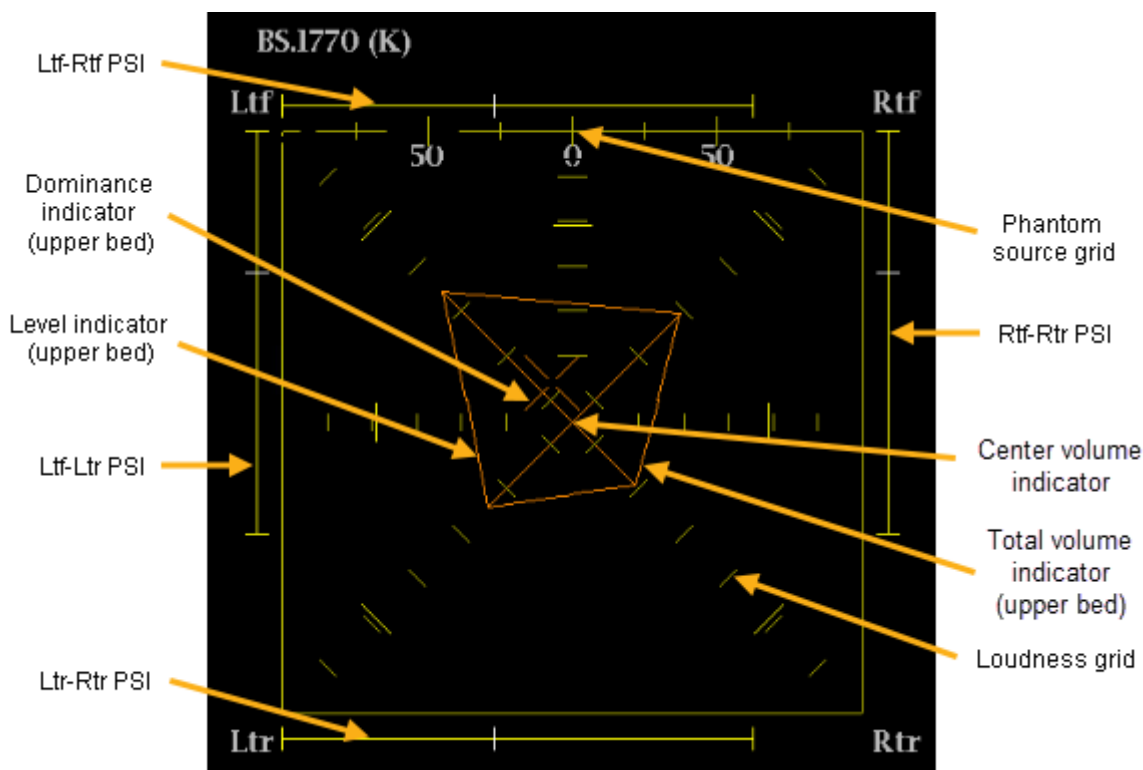 BS.1770 (K)
Ltf-Rtf PSI
Ltf
Rtf
50
0
50
Dominance
indicator
(upper bed)
Phantom
source grid
Level indicator
(upper bed)
Rtf-Rtr PSI
Ltf-Ltr PSI
Center volume
indicator
Total volume
indicator
(upper bed)
Loudness grid
Ltr-Rtr PSI
Ltr
Rtr